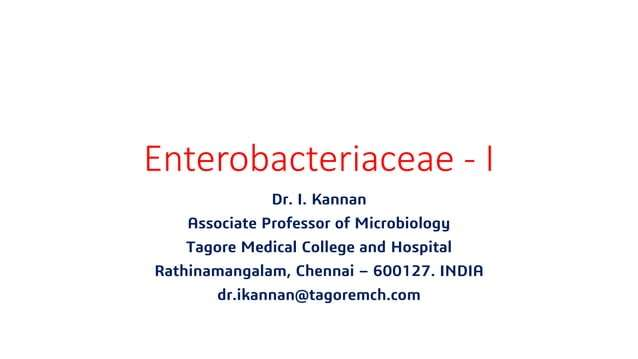 Enterobacteriaceae - I
Dr. I. Kannan
Associate Professor of Microbiology
Tagore Medical College and Hospital
Rathinamangalam, Chennai – 600127. INDIA
dr.ikannan@tagoremch.com